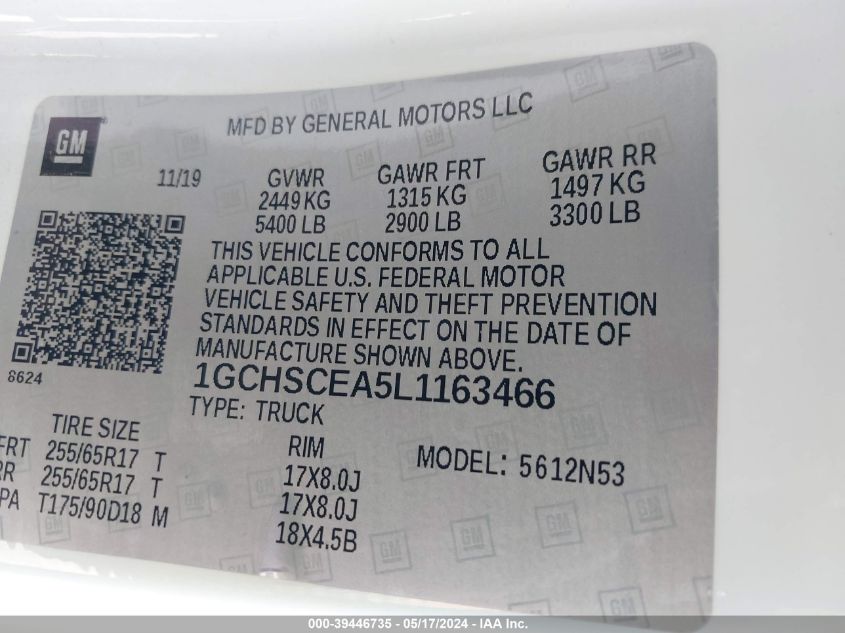 MFD BY GENERAL MOTORS LLC
GM
11/19 GVWR GAWR FRT GAWR RR
2449 KG 1315 KG 1497 KG
5400 LB 2900 LB 3300 LB
THIS VEHICLE CONFORMS TO ALL
APPLICABLE U.S. FEDERAL MOTOR
VEHICLE SAFETY AND THEFT PREVENTION
STANDARDS IN EFFECT ON THE DATE OF
MANUFACTURE SHOWN ABOVE.
8624
1GCHSCEA5L1163466
TYPE: TRUCK
TIRE SIZE RIM MODEL: 5612N53
FRT 255/65R17 T 17X8.0J
RR 255/65R17 T 17X8.0J
PA T175/90D18 M 18X4.5B
000-39446735 - 05/17/2024 - IAA Inc.